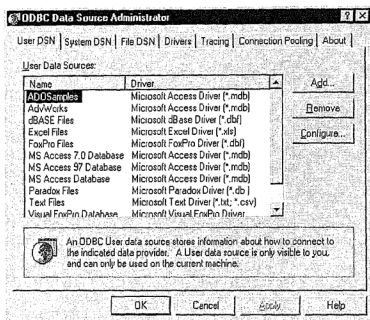 ODBC Data Source Administrator
User DSN System DSN File DSN Drivers Tracing Connection Pooling About
User Data Sources:
Name Driver
ADOSamples Microsoft Access Driver (*.mdb)
AdvWorks Microsoft Access Driver (*.mdb)
dBASE Files Microsoft dBase Driver (*.dbf)
Excel Files Microsoft Excel Driver (*.xls)
FoxPro Files Microsoft FoxPro Driver (*.dbf)
MS Access 7.0 Database Microsoft Access Driver (*.mdb)
MS Access 97 Database Microsoft Access Driver (*.mdb)
MS Access Database Microsoft Access Driver (*.mdb)
Paradox Files Microsoft Paradox Driver (*.db )
Text Files Microsoft Text Driver (*.txt; *.csv)
Visual FoxPro Database Microsoft Visual FoxPro Driver
Add...
Remove
Configure...
An ODBC User data source stores information about how to connect to
the indicated data provider. A User data source is only visible to you,
and can only be used on the current machine.
OK Cancel Apply Help